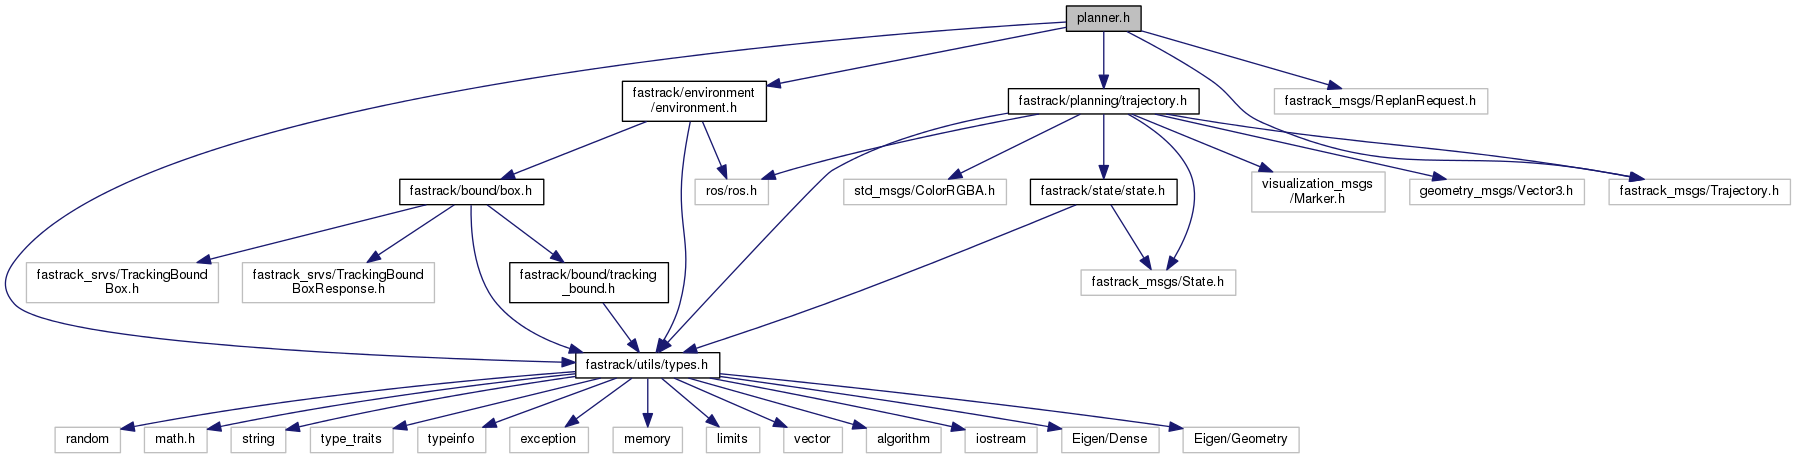 planner.h
fastrack/environment
/environment.h
fastrack/planning/trajectory.h
fastrack_msgs/ReplanRequest.h
fastrack/bound/box.h
ros/ros.h
std_msgs/ColorRGBA.h
fastrack/state/state.h
visualization_msgs
/Marker.h
geometry_msgs/Vector3.h
fastrack_msgs/Trajectory.h
fastrack_srvs/TrackingBound
Box.h
fastrack_srvs/TrackingBound
BoxResponse.h
fastrack/bound/tracking
_bound.h
fastrack_msgs/State.h
fastrack/utils/types.h
random
math.h
string
type_traits
typeinfo
exception
memory
limits
vector
algorithm
iostream
Eigen/Dense
Eigen/Geometry